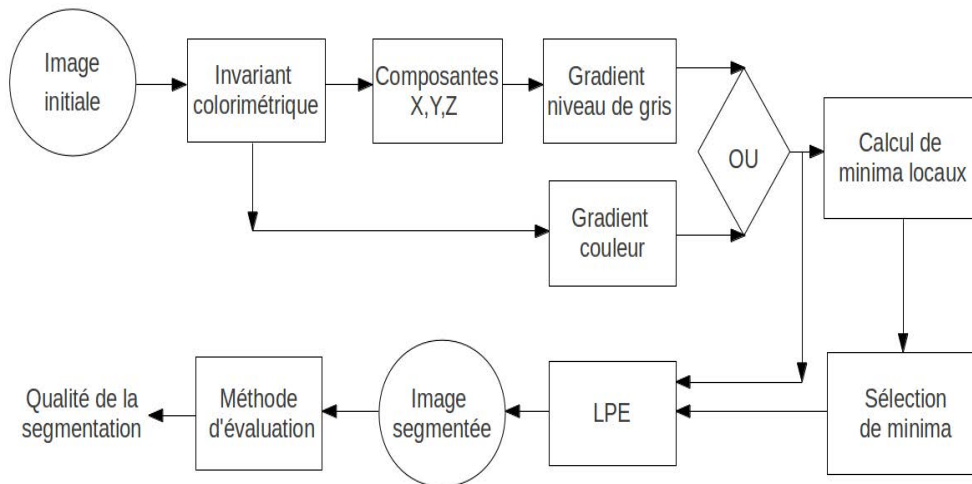 Image
initiale
Invariant
colorimétrique
Composantes
X,Y,Z
Gradient
niveau de gris
OU
Calcul de
minima locaux
Gradient
couleur
Qualité de la
segmentation
Méthode
d'évaluation
Image
segmentée
LPE
Sélection
de minima